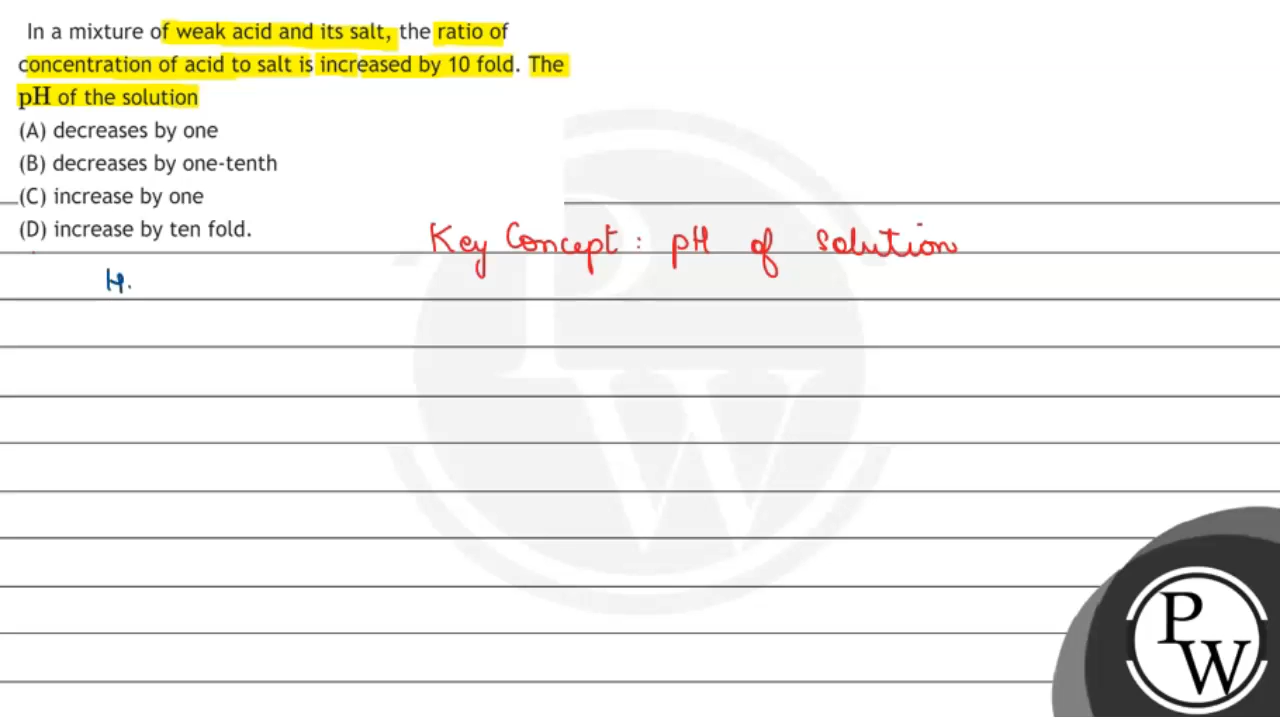 In a mixture of weak acid and its salt, the ratio of
concentration of acid to salt is increased by 10 fold. The
pH of the solution
(A) decreases by one
(B) decreases by one-tenth
(C) increase by one
(D) increase by ten fold.
Key Concept : pH of solution
H.
PW
PW